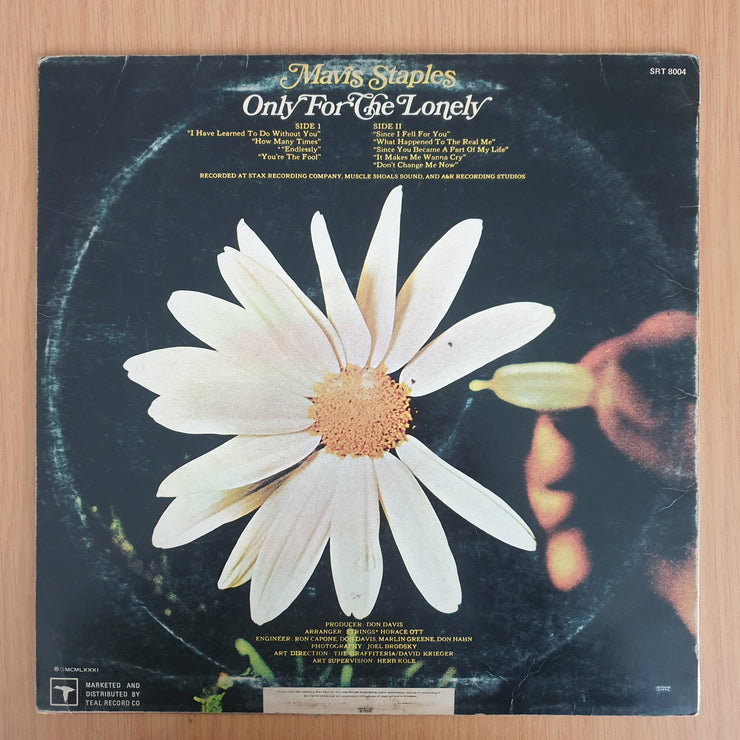 Mavis Staples
SRT 8004
Only For The Lonely
SIDE I
"I Have Learned To Do Without You"
"How Many Times"
"Endlessly"
"You're The Fool"
SIDE II
"Since I Fell For You"
"What Happened To The Real Me"
"Since You Became A Part Of My Life"
"It Makes Me Wanna Cry"
"Don't Change Me Now"
RECORDED AT STAX RECORDING COMPANY, MUSCLE SHOALS SOUND, AND A&R RECORDING STUDIOS
PRODUCER: DON DAVIS
ARRANGER STRINGS* HORACE OTT
ENGINEER: RON CAPONE, DON DAVIS, MARLIN GREENE, DON HAHN
PHOTOGRAPHY JOEL BRODSKY
ART DIRECTION THE GRAFFITERIA/DAVID KRIEGER
ART SUPERVISION: HERB KOLE
MCMLXXXI
MARKETED AND
DISTRIBUTED BY
TEAL RECORD CO